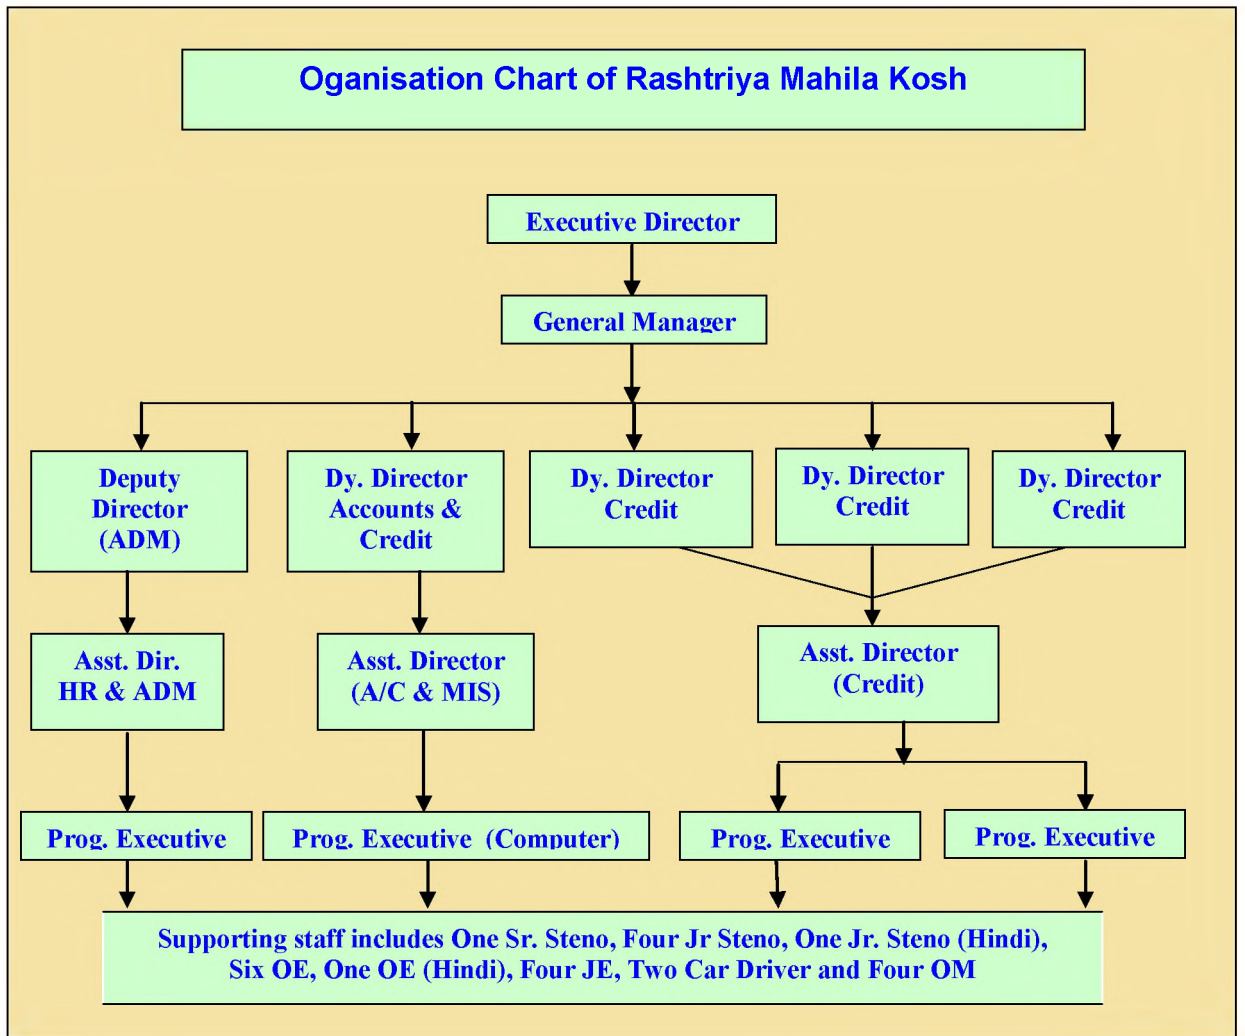 Oganisation Chart of Rashtriya Mahila Kosh
Executive Director
General Manager
Deputy
Director
(ADM)
Dy. Director
Accounts &
Credit
Dy. Director
Credit
Dy. Director
Credit
Dy. Director
Credit
Asst. Dir.
HR & ADM
Asst. Director
(A/C & MIS)
Asst. Director
(Credit)
Prog. Executive
Prog. Executive (Computer)
Prog. Executive
Prog. Executive
Supporting staff includes One Sr. Steno, Four Jr Steno, One Jr. Steno (Hindi),
Six OE, One OE (Hindi), Four JE, Two Car Driver and Four OM